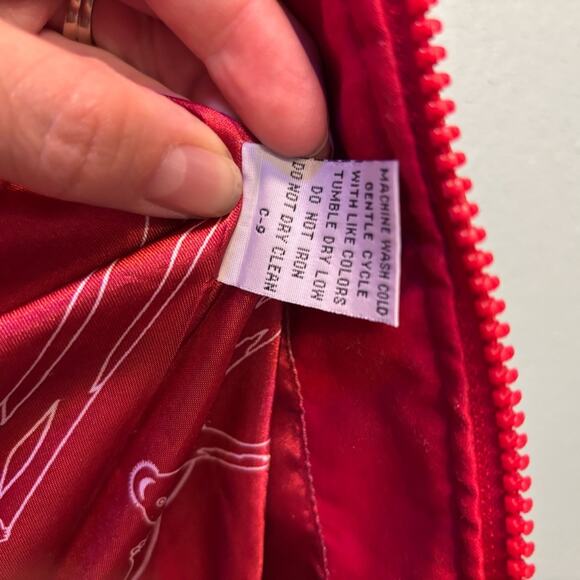 MACHINE WASH COLD
GENTLE CYCLE
WITH LIKE COLORS
TUMBLE DRY LOW
DO NOT IRON
DO NOT DRY CLEAN
C-9